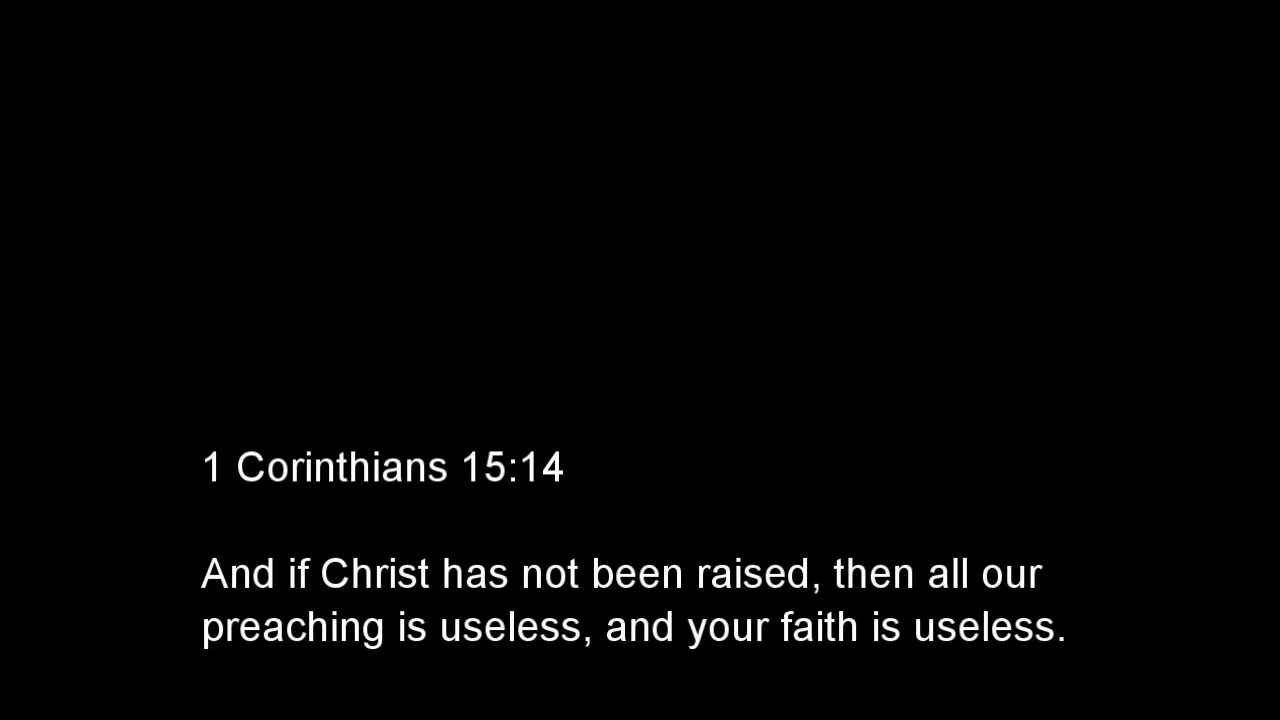 1 Corinthians 15:14
And if Christ has not been raised, then all our
preaching is useless, and your faith is useless.